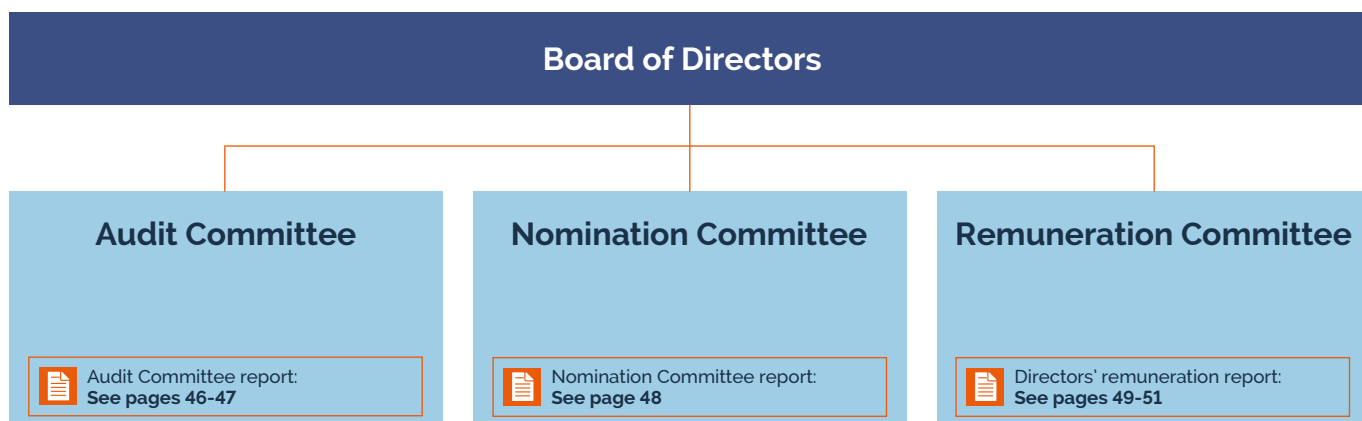 Board of Directors
Audit Committee
Nomination Committee
Remuneration Committee
Audit Committee report:
See pages 46-47
Nomination Committee report:
See page 48
Directors’ remuneration report:
See pages 49-51